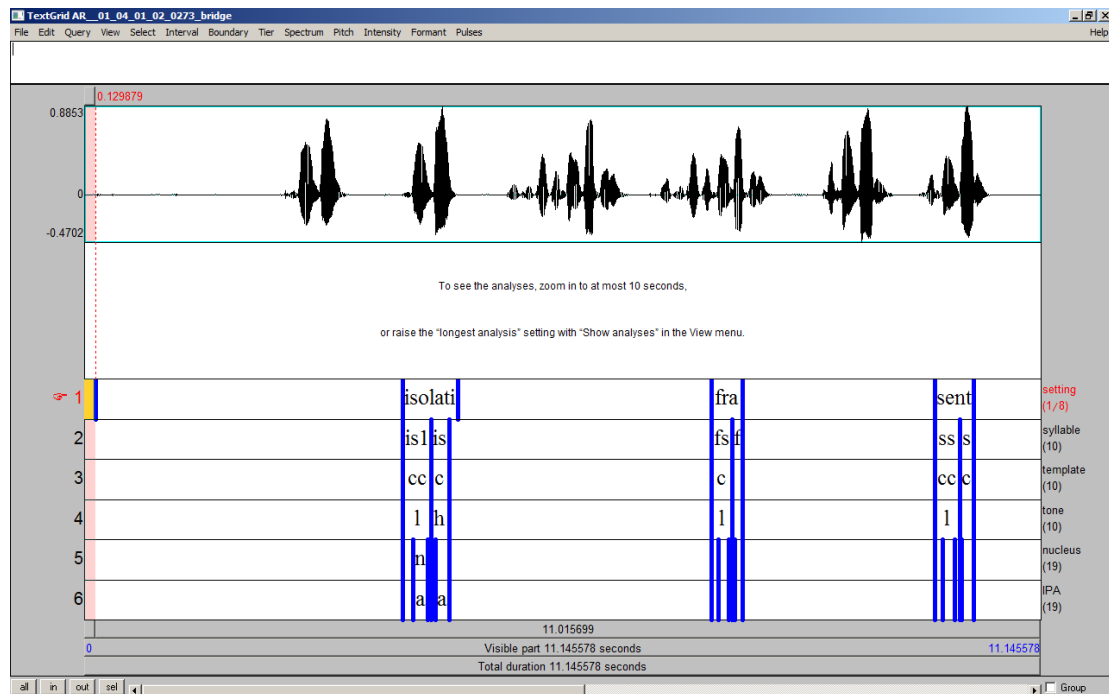 TextGrid AR__01_04_01_02_0273_bridge
File Edit Query View Select Interval Boundary Tier Spectrum Pitch Intensity Formant Pulses Help
0.129879
0.8853
0
-0.4702
To see the analyses, zoom in to at most 10 seconds,
or raise the "longest analysis" setting with "Show analyses" in the View menu.
1 isolati fra sent setting (1/8)
2 is1 is fs f ss s syllable (10)
3 cc c c cc c template (10)
4 l h l l tone (10)
5 n nucleus (19)
6 a a IPA (19)
11.015699
0 Visible part 11.145578 seconds 11.145578
Total duration 11.145578 seconds
all in out sel Group